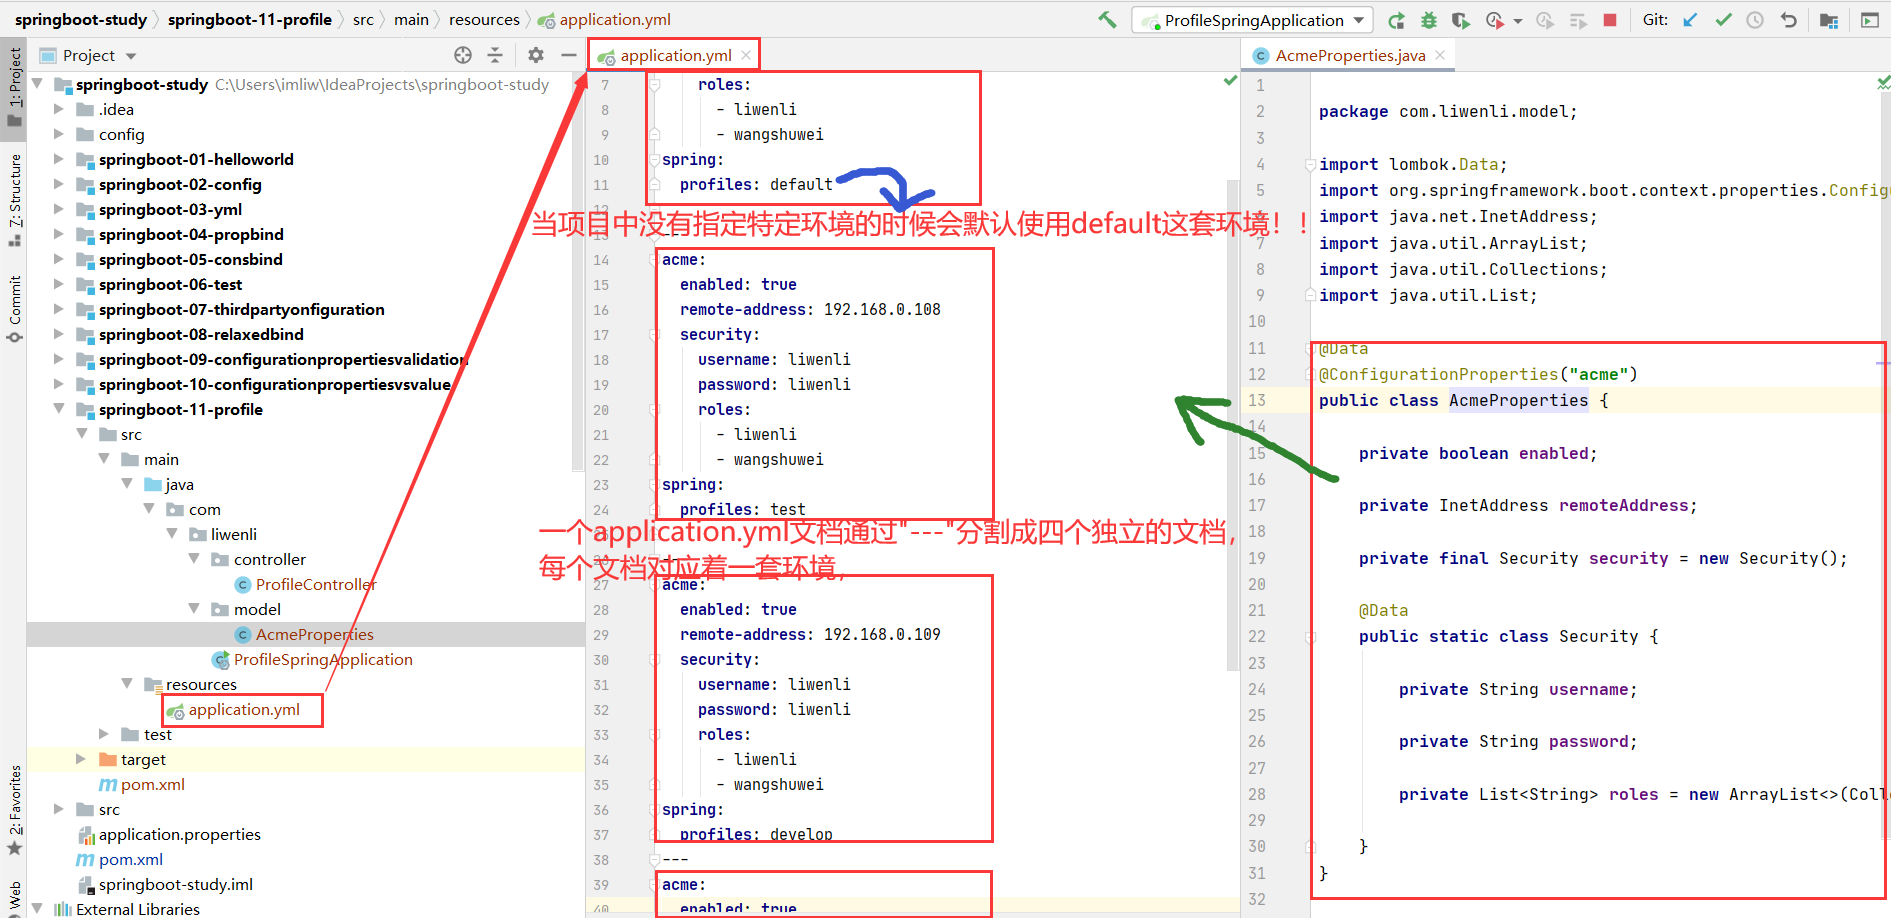 springboot-study springboot-11-profile src main resources application.yml
ProfileSpringApplication Git:
1: Project
7: Structure
Commit
2: Favorites
Web
Project
springboot-study C:\Users\imliw\IdeaProjects\springboot-study
.idea
config
springboot-01-helloworld
springboot-02-config
springboot-03-yml
springboot-04-propbind
springboot-05-consbind
springboot-06-test
springboot-07-thirdpartyonfiguration
springboot-08-relaxedbind
springboot-09-configurationpropertiesvalidation
springboot-10-configurationpropertiesvsvalue
springboot-11-profile
src
main
java
com
liwenli
controller
ProfileController
model
AcmeProperties
ProfileSpringApplication
resources
application.yml
test
target
pom.xml
src
application.properties
pom.xml
springboot-study.iml
External Libraries
application.yml
7 roles:
8 - liwenli
9 - wangshuwei
10 spring:
11 profiles: default
12
当项目中没有指定特定环境的时候会默认使用default这套环境！！
14 acme:
15 enabled: true
16 remote-address: 192.168.0.108
17 security:
18 username: liwenli
19 password: liwenli
20 roles:
21 - liwenli
22 - wangshuwei
23 spring:
24 profiles: test
一个application.yml文档通过"---"分割成四个独立的文档，
每个文档对应着一套环境，
27 acme:
28 enabled: true
29 remote-address: 192.168.0.109
30 security:
31 username: liwenli
32 password: liwenli
33 roles:
34 - liwenli
35 - wangshuwei
36 spring:
37 profiles: develop
38 ---
39 acme:
40 enabled: true
AcmeProperties.java
1
2 package com.liwenli.model;
3
4 import lombok.Data;
5 import org.springframework.boot.context.properties.Config
6 import java.net.InetAddress;
7 import java.util.ArrayList;
8 import java.util.Collections;
9 import java.util.List;
10
11 @Data
12 @ConfigurationProperties("acme")
13 public class AcmeProperties {
14
15 private boolean enabled;
16
17 private InetAddress remoteAddress;
18
19 private final Security security = new Security();
20
21 @Data
22 public static class Security {
23
24 private String username;
25
26 private String password;
27
28 private List<String> roles = new ArrayList<>(Colle
29
30 }
31 }
32